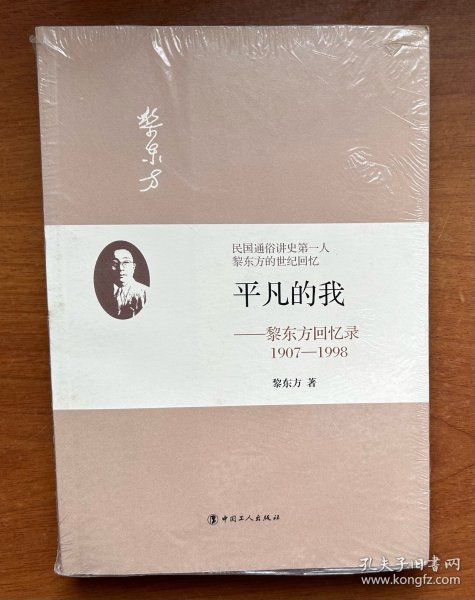 黎东方
民国通俗讲史第一人
黎东方的世纪回忆
平凡的我
——黎东方回忆录
1907—1998
黎东方 著
中国工人出版社
孔夫子旧书网
www.kongfz.com